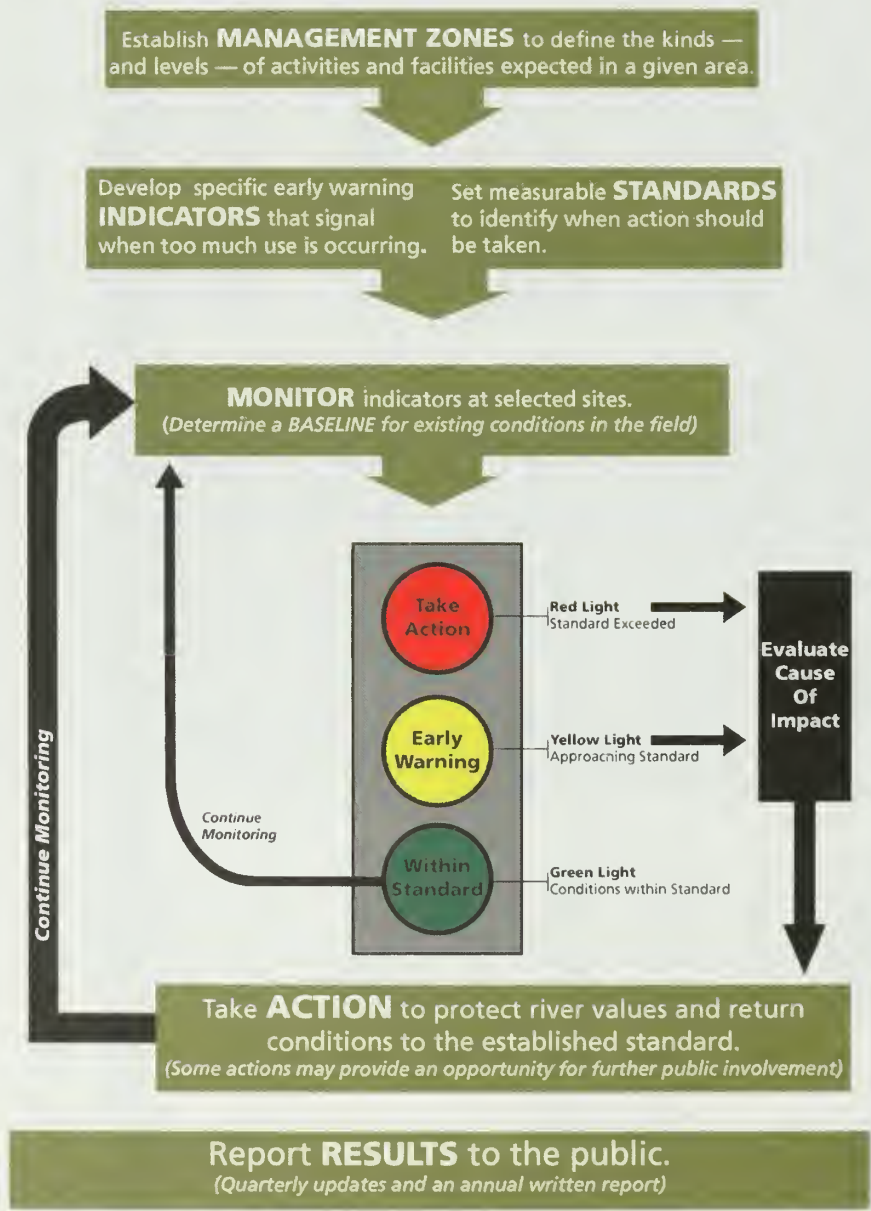 Establish MANAGEMENT ZONES to define the kinds —
and levels — of activities and facilities expected in a given area.
Develop specific early warning
INDICATORS that signal
when too much use is occurring.
Set measurable STANDARDS
to identify when action should
be taken.
MONITOR indicators at selected sites.
(Determine a BASELINE for existing conditions in the field)
Take
Action
Red Light
Standard Exceeded
Evaluate
Cause
Of
Impact
Early
Warning
Yellow Light
Approaching Standard
Continue
Monitoring
Continue Monitoring
Within
Standard
Green Light
Conditions within Standard
Take ACTION to protect river values and return
conditions to the established standard.
(Some actions may provide an opportunity for further public involvement)
Report RESULTS to the public.
(Quarterly updates and an annual written report)